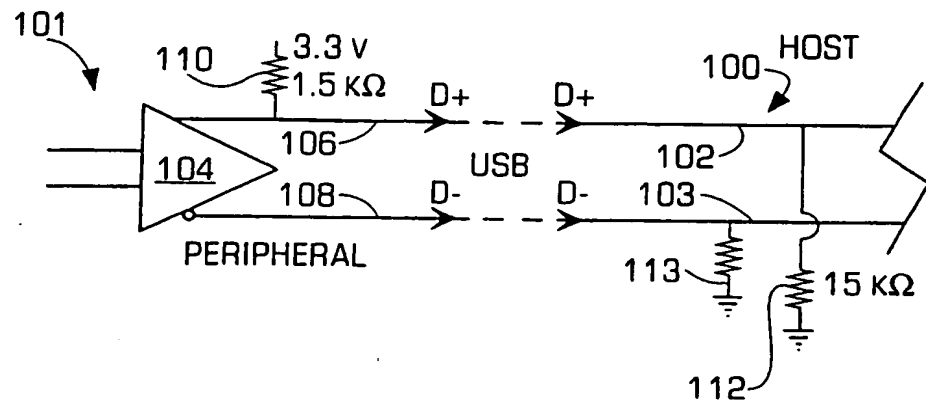 101
110
3.3 V
1.5 KΩ
HOST
100
D+
D+
104
106
102
USB
108
D-
D-
103
PERIPHERAL
113
15 KΩ
112